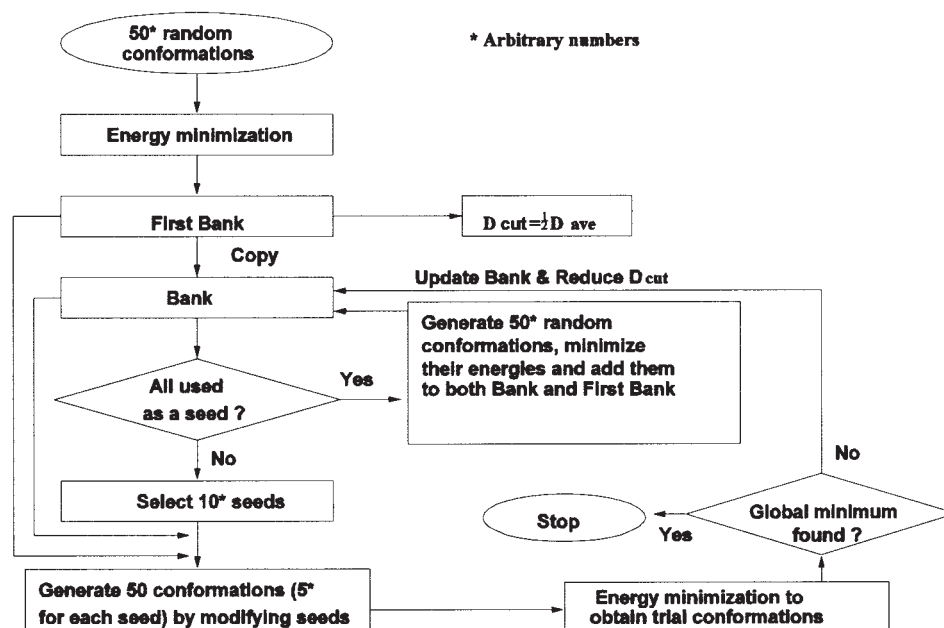 50* random
conformations
* Arbitrary numbers
Energy minimization
First Bank
D cut=½D ave
Copy
Update Bank & Reduce Dcut
Bank
Generate 50* random
conformations, minimize
their energies and add them
to both Bank and First Bank
All used
as a seed ?
Yes
No
Select 10* seeds
No
Global minimum
found ?
Yes
Stop
Generate 50 conformations (5*
for each seed) by modifying seeds
Energy minimization to
obtain trial conformations